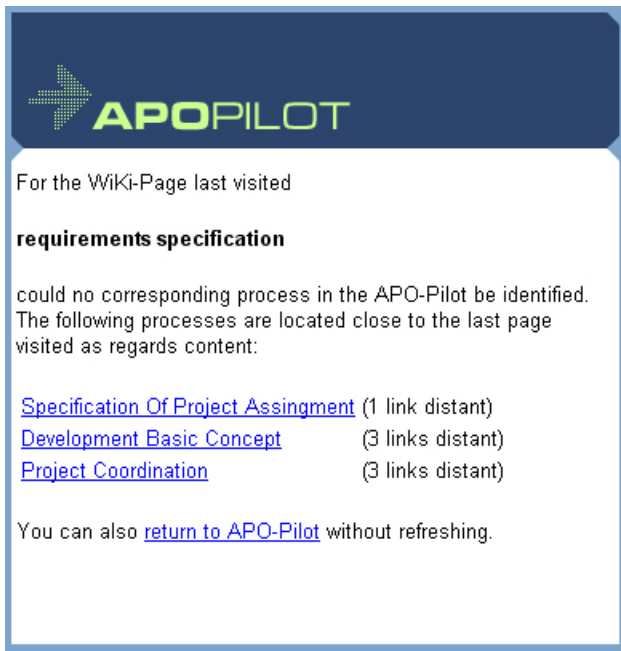 APOPILOT
For the WiKi-Page last visited
requirements specification
could no corresponding process in the APO-Pilot be identified.
The following processes are located close to the last page
visited as regards content:
Specification Of Project Assingment (1 link distant)
Development Basic Concept (3 links distant)
Project Coordination (3 links distant)
You can also return to APO-Pilot without refreshing.